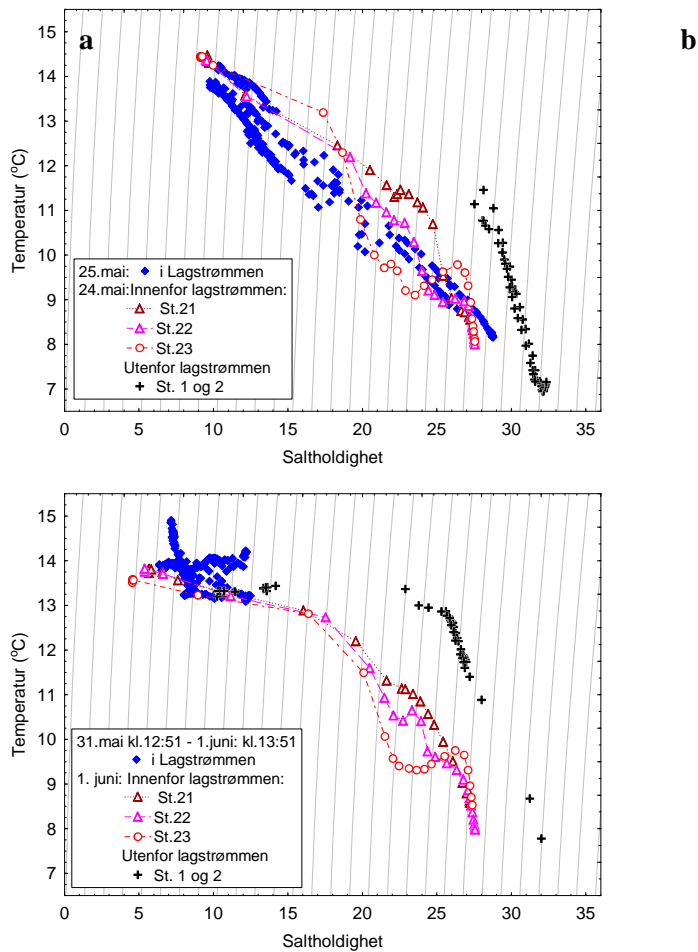 a
b
15
14
13
12
11
10
9
8
7
Temperatur (°C)
25.mai: i Lagstrømmen
24.mai:Innenfor lagstrømmen:
St.21
St.22
St.23
Utenfor lagstrømmen
St. 1 og 2
0 5 10 15 20 25 30 35
Saltholdighet
15
14
13
12
11
10
9
8
7
Temperatur (°C)
31.mai kl.12:51 - 1.juni: kl.13:51
i Lagstrømmen
1. juni: Innenfor lagstrømmen:
St.21
St.22
St.23
Utenfor lagstrømmen
St. 1 og 2
0 5 10 15 20 25 30 35
Saltholdighet